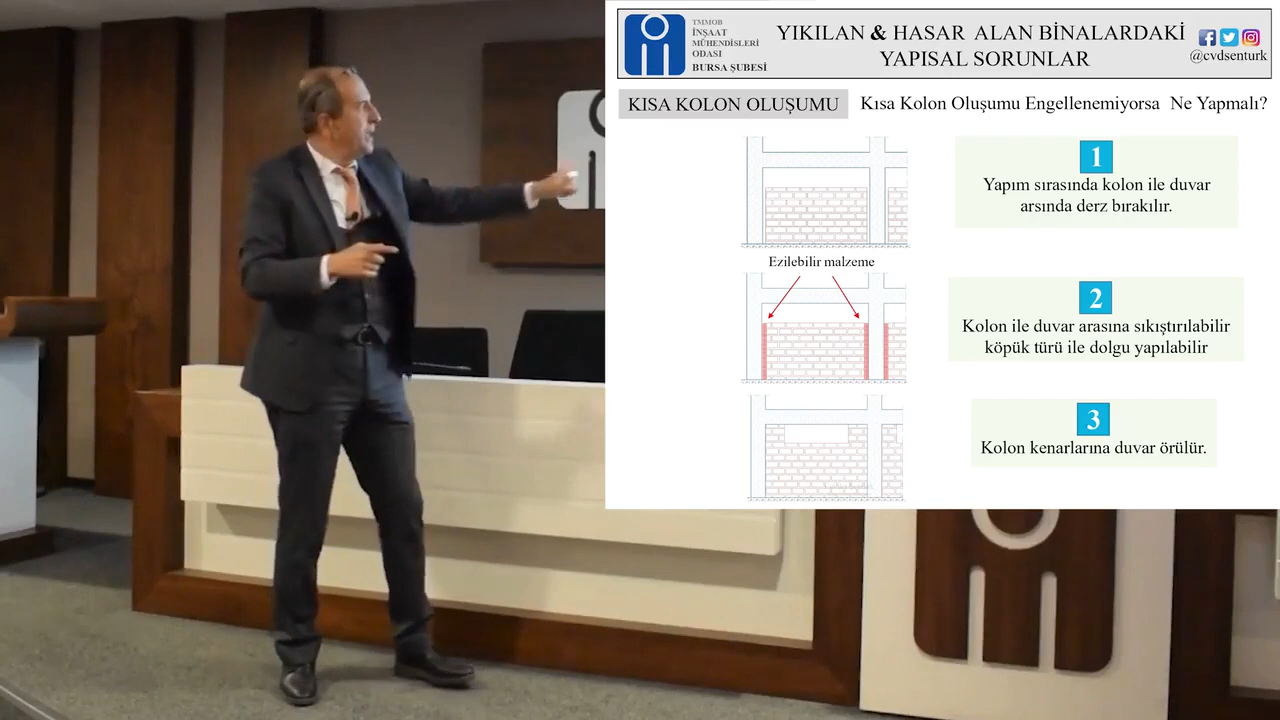 TMMOB
İNŞAAT
MÜHENDİSLERİ
ODASI
BURSA ŞUBESİ
YIKILAN & HASAR ALAN BİNALARDAKİ
YAPISAL SORUNLAR
@cvdsenturk
KISA KOLON OLUŞUMU
Kısa Kolon Oluşumu Engellenemiyorsa Ne Yapmalı?
1
Yapım sırasında kolon ile duvar
arsında derz bırakılır.
Ezilebilir malzeme
2
Kolon ile duvar arasına sıkıştırılabilir
köpük türü ile dolgu yapılabilir
3
Kolon kenarlarına duvar örülür.